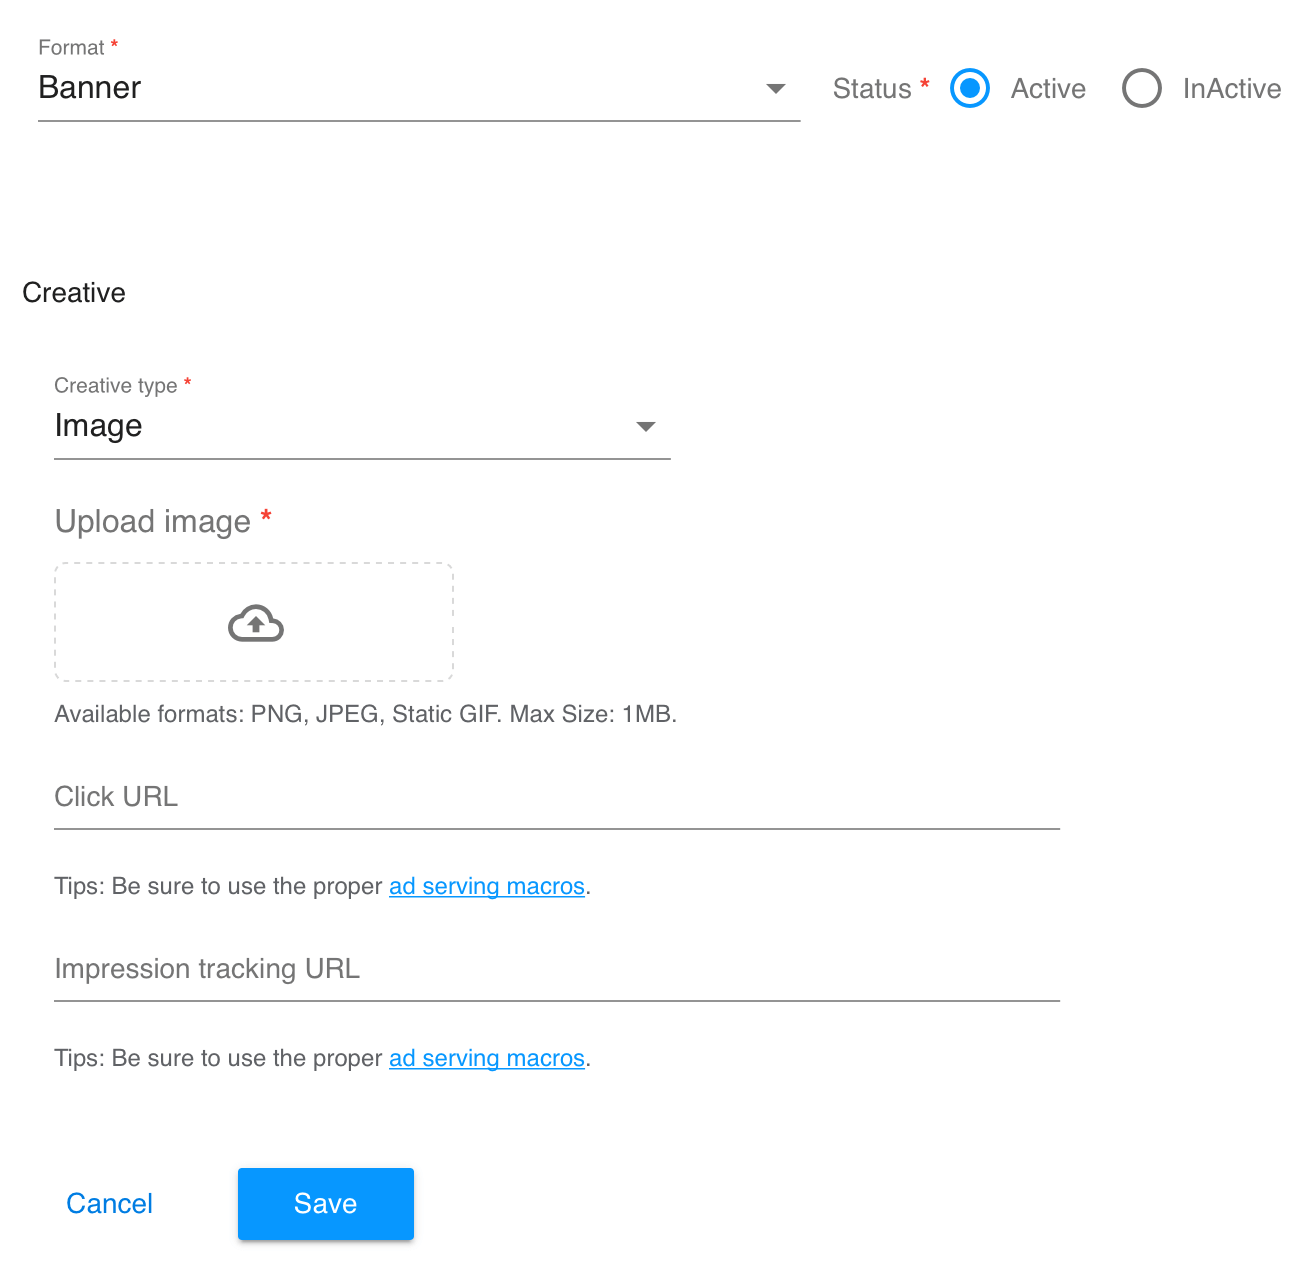 Format *
Banner
Status * Active InActive
Creative
Creative type *
Image
Upload image *
Available formats: PNG, JPEG, Static GIF. Max Size: 1MB.
Click URL
Tips: Be sure to use the proper ad serving macros.
Impression tracking URL
Tips: Be sure to use the proper ad serving macros.
Cancel Save